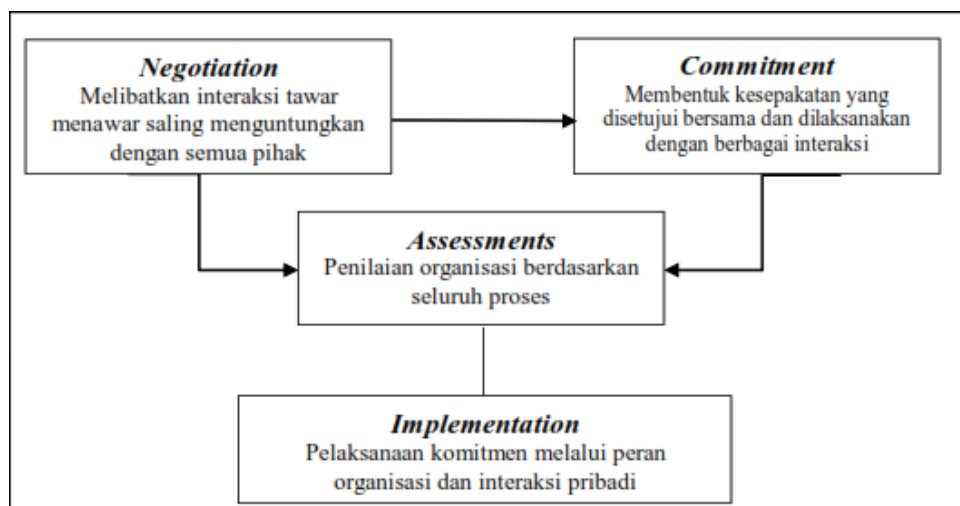 Negotiation
Melibatkan interaksi tawar
menawar saling menguntungkan
dengan semua pihak
Commitment
Membentuk kesepakatan yang
disetujui bersama dan dilaksanakan
dengan berbagai interaksi
Assessments
Penilaian organisasi berdasarkan
seluruh proses
Implementation
Pelaksanaan komitmen melalui peran
organisasi dan interaksi pribadi